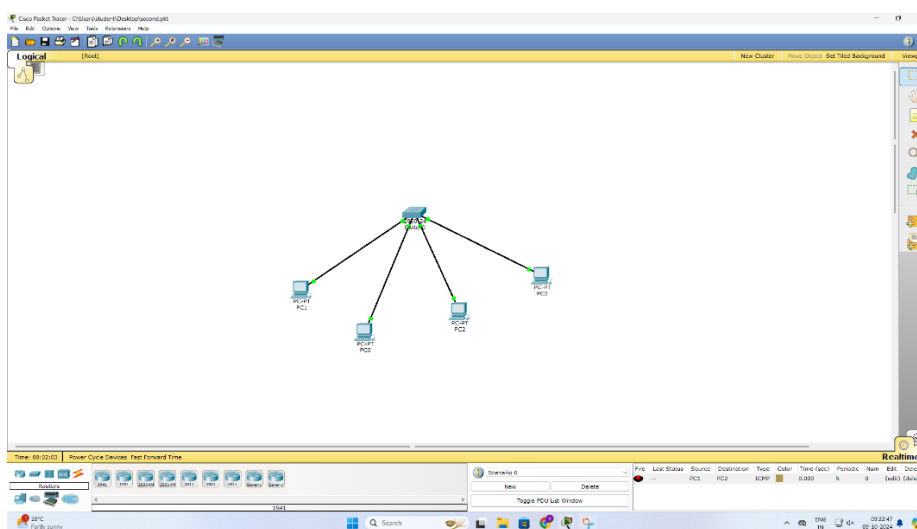 Cisco Packet Tracer - C:\Users\student\Desktop\second.pkt
File Edit Options View Tools Extensions Help
Logical [Root] New Cluster Move Object Set Tiled Background
PC-PT
PC1
PC-PT
PC0
PC-PT
PC2
PC-PT
Time: 00:02:03 Power Cycle Devices Fast Forward Time Realtime
Routers
1941
Scenario 0
New Delete
Toggle PDU List Window
Fire Last Status Source Destination Type Color Time (sec) Periodic Num Edit
-- PC1 PC2 ICMP 0.000 N 0 (edit)
Partly sunny
Search
ENG
IN
09:22:47
09-10-2024